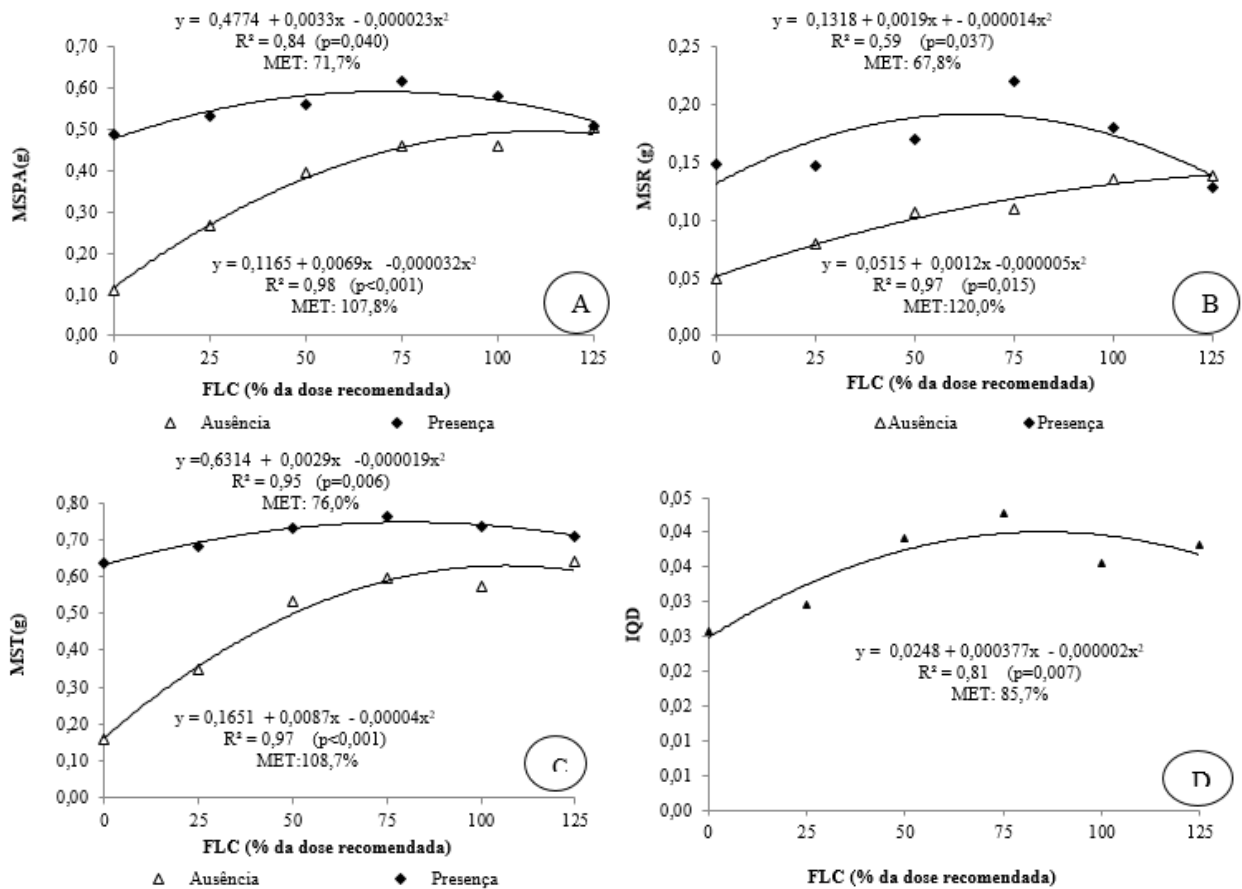 y = 0,4774 + 0,0033x - 0,000023x²
R² = 0,84 (p=0,040)
MET: 71,7%
0,70
0,60
0,50
0,40
0,30
0,20
0,10
0,00
MSPA(g)
y = 0,1165 + 0,0069x -0,000032x²
R² = 0,98 (p<0,001)
MET: 107,8%
A
0 25 50 75 100 125
FLC (% da dose recomendada)
Ausência Presença
y = 0,1318 + 0,0019x + - 0,000014x²
R² = 0,59 (p=0,037)
MET: 67,8%
0,25
0,20
0,15
0,10
0,05
0,00
MSR (g)
y = 0,0515 + 0,0012x -0,000005x²
R² = 0,97 (p=0,015)
MET:120,0%
B
0 25 50 75 100 125
FLC (% da dose recomendada)
Ausência Presença
y =0,6314 + 0,0029x -0,000019x²
R² = 0,95 (p=0,006)
MET: 76,0%
0,80
0,70
0,60
0,50
0,40
0,30
0,20
0,10
0,00
MST(g)
y = 0,1651 + 0,0087x - 0,00004x²
R² = 0,97 (p<0,001)
MET:108,7%
C
0 25 50 75 100 125
FLC (% da dose recomendada)
Ausência Presença
0,05
0,04
0,04
0,03
0,03
0,02
0,02
0,01
0,01
0,00
IQD
y = 0,0248 + 0,000377x - 0,000002x²
R² = 0,81 (p=0,007)
MET: 85,7%
D
0 25 50 75 100 125
FLC (% da dose recomendada)